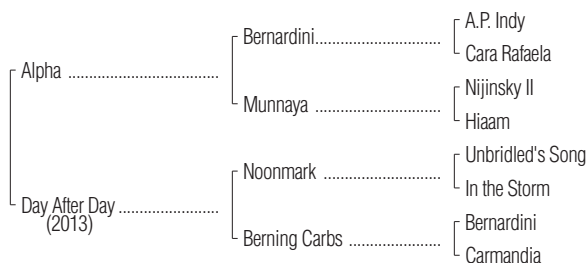 A.P. Indy
Bernardini
Cara Rafaela
Alpha
Nijinsky II
Munnaya
Hiaam
Unbridled's Song
Noonmark
In the Storm
Day After Day
(2013)
Bernardini
Berning Carbs
Carmandia